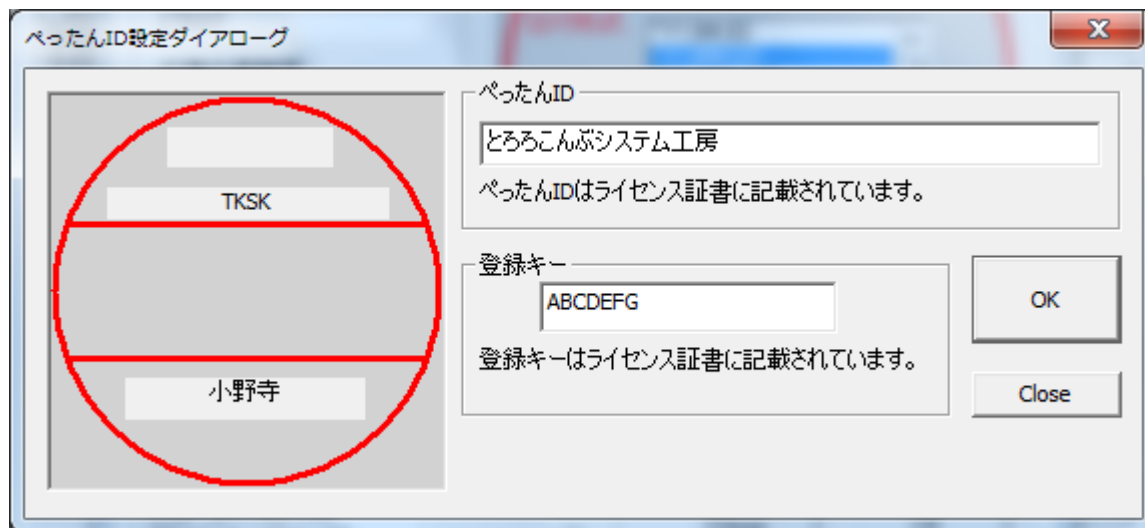 ぺったんID設定ダイアローグ
TKSK
小野寺
ぺったんID
とろろこんぶシステム工房
ぺったんIDはライセンス証書に記載されています。
登録キー
ABCDEFG
登録キーはライセンス証書に記載されています。
OK
Close